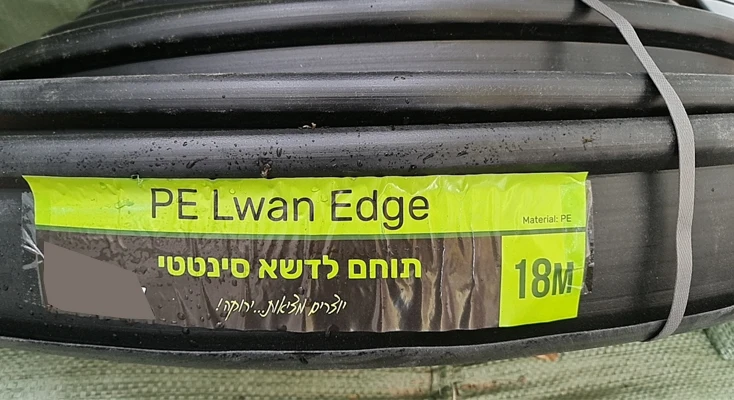 PE Lwan Edge
Material: PE
תוחם לדשא סינטטי
18M
יוצרים מציאות...ירוקה!